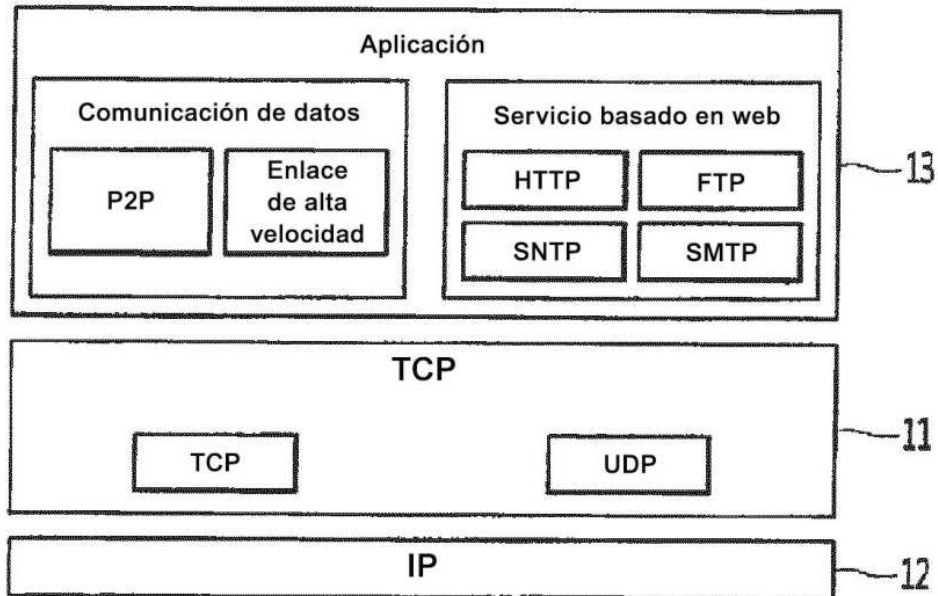 Aplicación
Comunicación de datos
P2P
Enlace
de alta
velocidad
Servicio basado en web
HTTP
FTP
SNTP
SMTP
13
TCP
TCP
UDP
11
IP
12